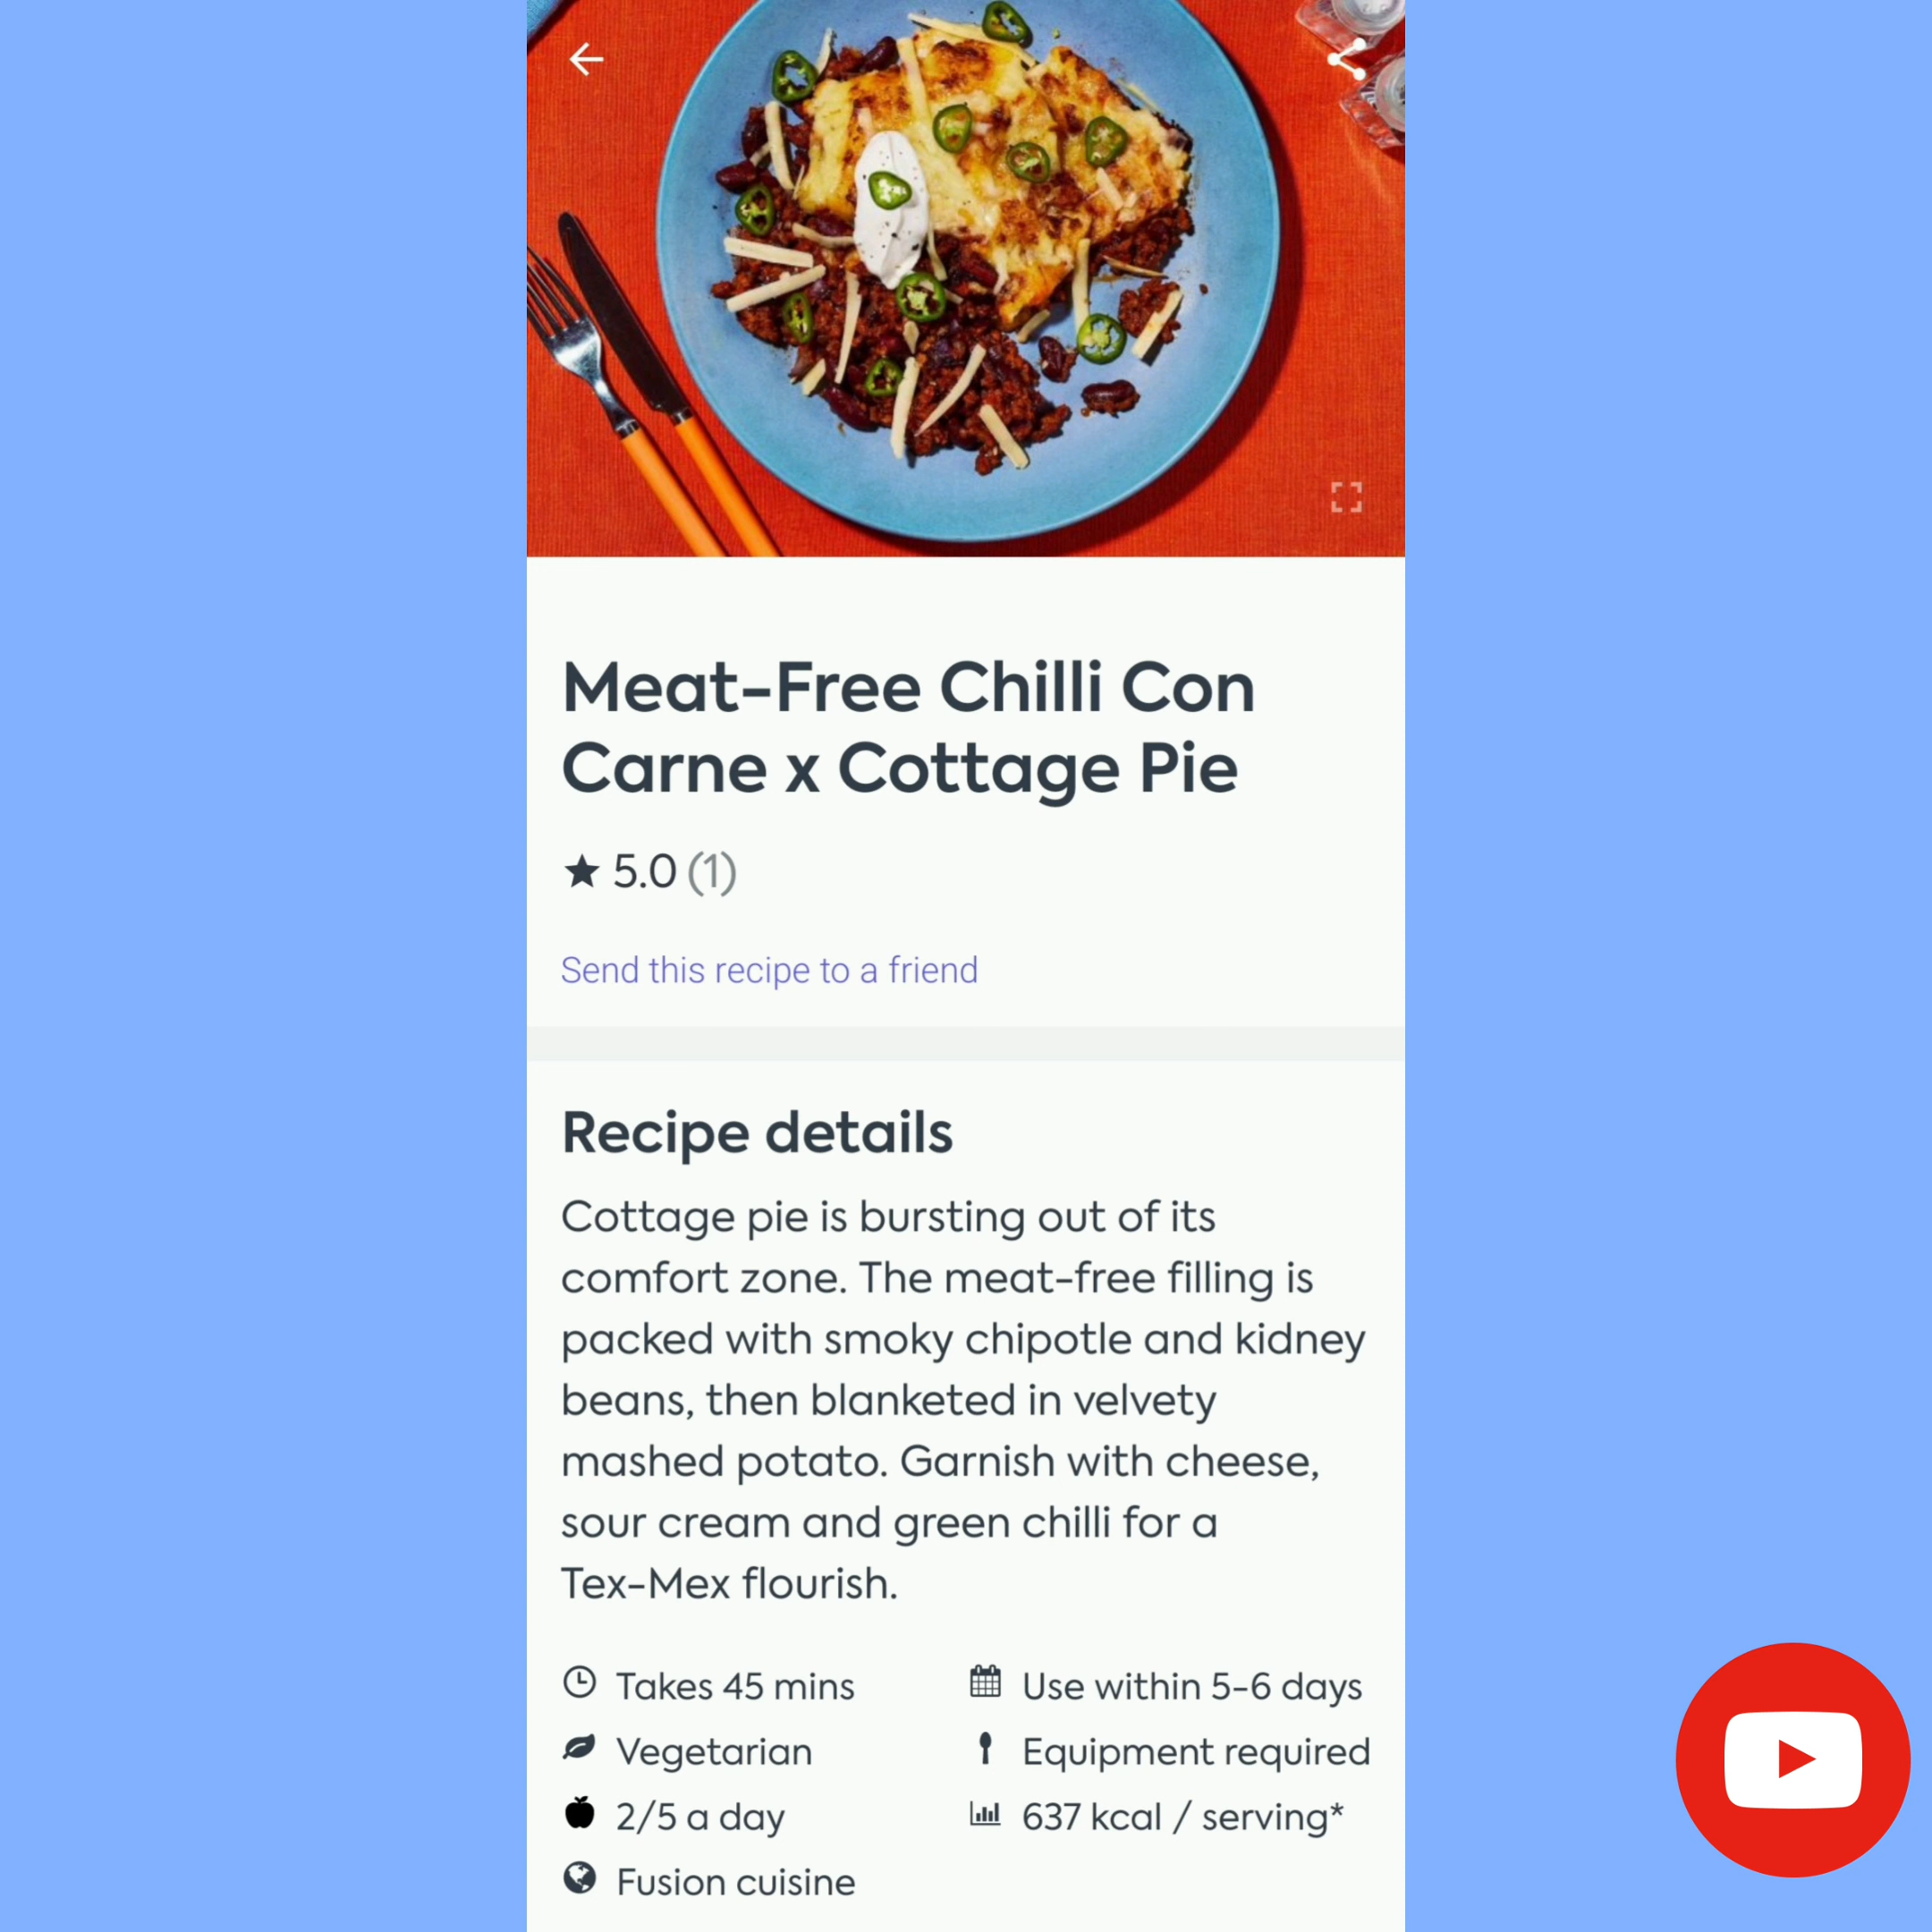 Meat-Free Chilli Con
Carne x Cottage Pie
★ 5.0 (1)
Send this recipe to a friend
Recipe details
Cottage pie is bursting out of its
comfort zone. The meat-free filling is
packed with smoky chipotle and kidney
beans, then blanketed in velvety
mashed potato. Garnish with cheese,
sour cream and green chilli for a
Tex-Mex flourish.
Takes 45 mins
Use within 5-6 days
Vegetarian
Equipment required
2/5 a day
637 kcal / serving*
Fusion cuisine